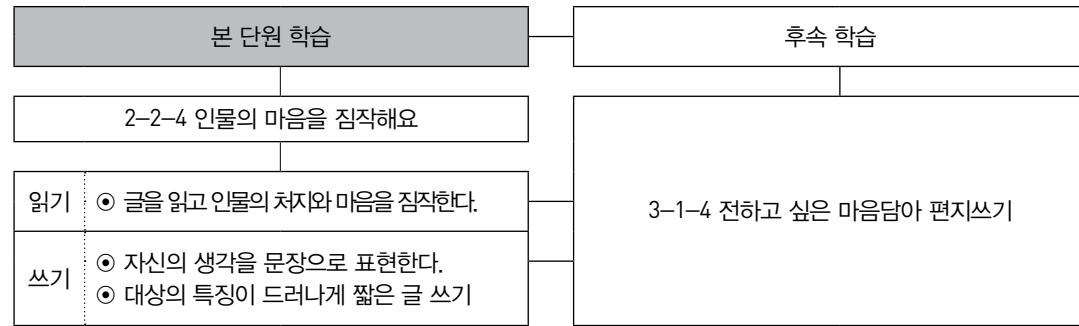 본 단원 학습
후속 학습
2-2-4 인물의 마음을 짐작해요
읽기
⊙ 글을 읽고 인물의 처지와 마음을 짐작한다.
쓰기
⊙ 자신의 생각을 문장으로 표현한다.
⊙ 대상의 특징이 드러나게 짧은 글 쓰기
3-1-4 전하고 싶은 마음담아 편지쓰기